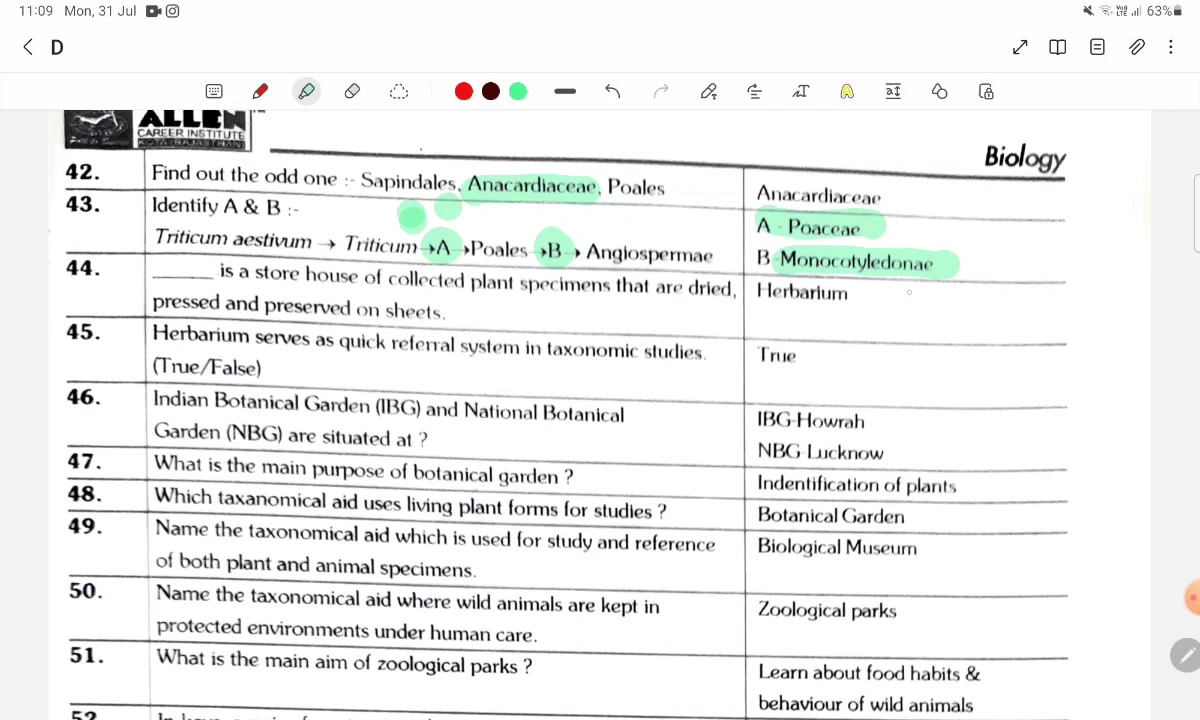 11:09 Mon, 31 Jul
63%
D
ALLEN
CAREER INSTITUTE
Biology
42. Find out the odd one :- Sapindales, Anacardiaceae, Poales Anacardiaceae
43. Identify A & B :- A - Poaceae
Triticum aestivum → Triticum →A →Poales →B → Angiospermae B-Monocotyledonae
44. ______ is a store house of collected plant specimens that are dried, Herbarium
pressed and preserved on sheets.
45. Herbarium serves as quick referral system in taxonomic studies. True
(True/False)
46. Indian Botanical Garden (IBG) and National Botanical IBG-Howrah
Garden (NBG) are situated at ? NBG Lucknow
47. What is the main purpose of botanical garden ? Indentification of plants
48. Which taxanomical aid uses living plant forms for studies ? Botanical Garden
49. Name the taxonomical aid which is used for study and reference Biological Museum
of both plant and animal specimens.
50. Name the taxonomical aid where wild animals are kept in Zoological parks
protected environments under human care.
51. What is the main aim of zoological parks ? Learn about food habits &
behaviour of wild animals
52.